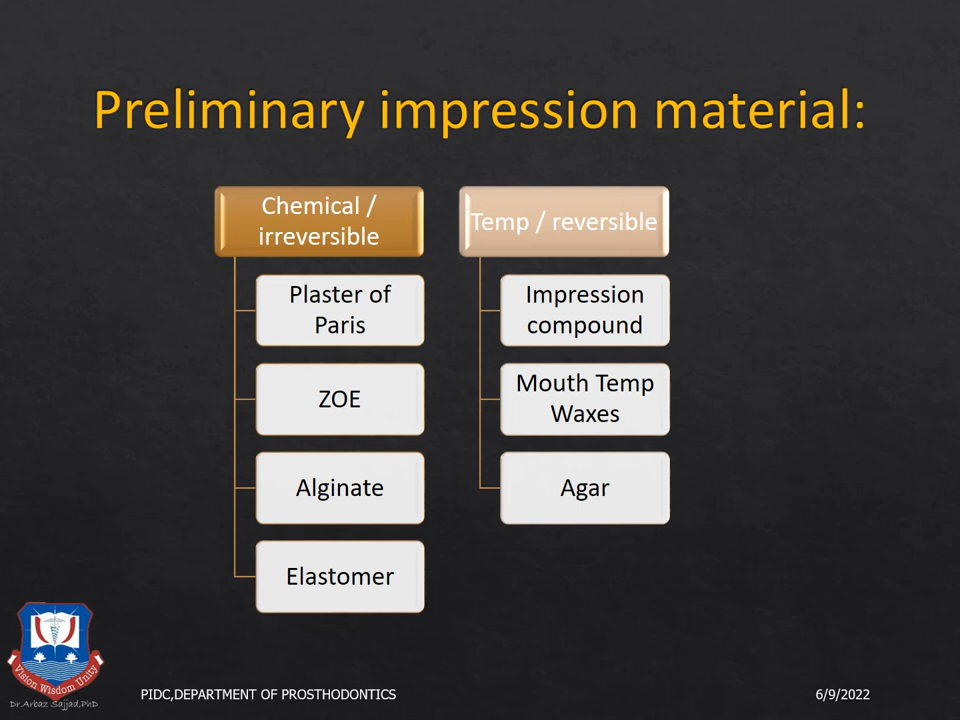 Preliminary impression material:
Chemical /
irreversible
Plaster of
Paris
ZOE
Alginate
Elastomer
Temp / reversible
Impression
compound
Mouth Temp
Waxes
Agar
Vision Wisdom Unity
Dr.Arbaz Sajjad,PhD
PIDC,DEPARTMENT OF PROSTHODONTICS
6/9/2022